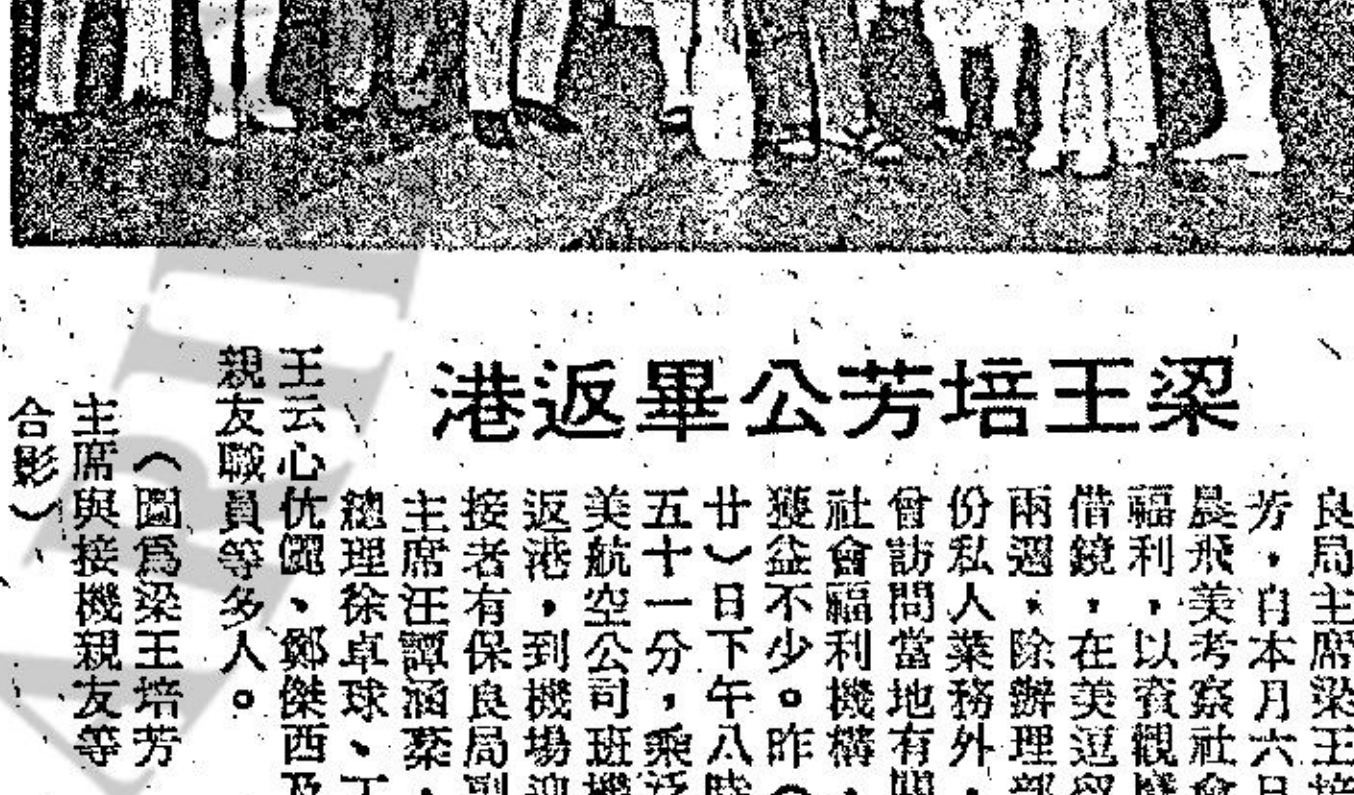 梁王培芳公畢返港
良局主席梁王培
芳，自本月六日
晨飛美考察社會
福利，以資觀摩
借鏡，在美逗留
兩週，除辦理部
份私人業務外，
曾訪問當地有關
社會福利機構，
獲益不少。昨（
廿）日下午八時
五十一分，乘泛
美航空公司班機
返港，到機場迎
接者有保良局副
主席汪譚涵棻，
總理徐卓球、丁
王云心伉儷、鄭傑西及
親友職員等多人。
（圖爲梁王培芳
主席與接機親友等
合影）